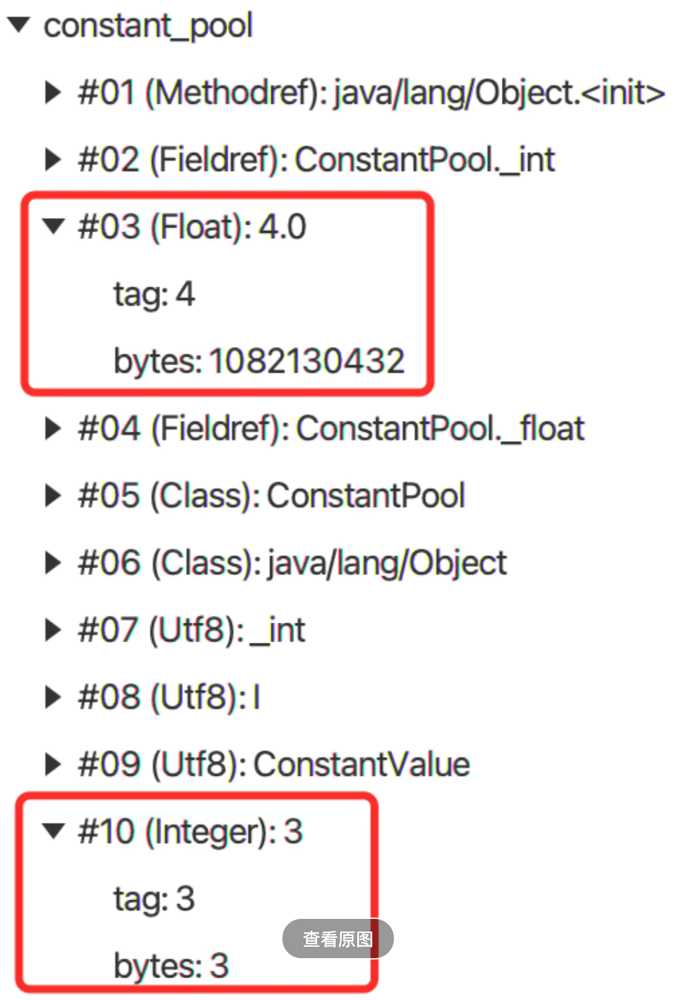 constant_pool
#01 (Methodref): java/lang/Object.<init>
#02 (Fieldref): ConstantPool._int
#03 (Float): 4.0
tag: 4
bytes: 1082130432
#04 (Fieldref): ConstantPool._float
#05 (Class): ConstantPool
#06 (Class): java/lang/Object
#07 (Utf8): _int
#08 (Utf8): I
#09 (Utf8): ConstantValue
#10 (Integer): 3
tag: 3
查看原图
bytes: 3